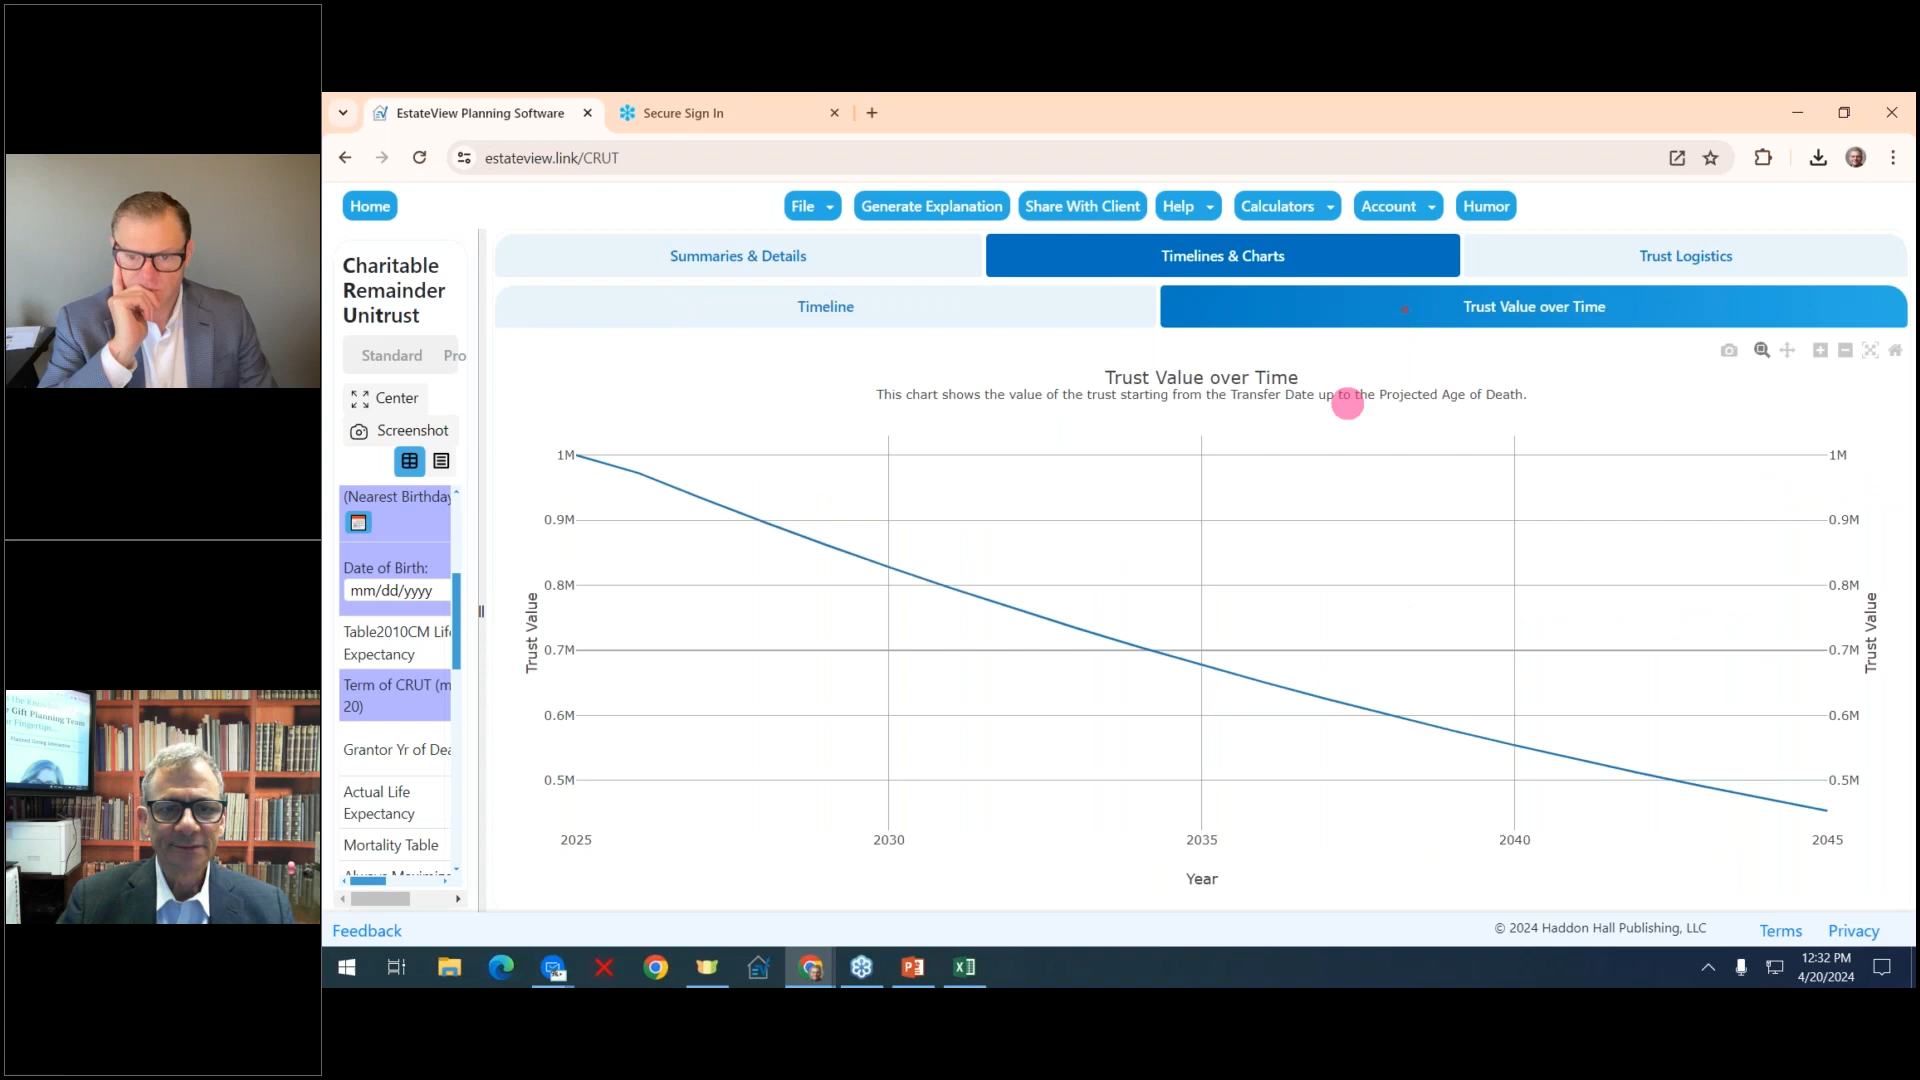 EstateView Planning Software
Secure Sign In
estateview.link/CRUT
Home
File
Generate Explanation
Share With Client
Help
Calculators
Account
Humor
Charitable
Remainder
Unitrust
Standard Pro
Center
Screenshot
(Nearest Birthday
Date of Birth:
mm/dd/yyyy
Table2010CM Life
Expectancy
Term of CRUT (m
20)
Grantor Yr of Dea
Actual Life
Expectancy
Mortality Table
Always Maximize
Summaries & Details
Timelines & Charts
Trust Logistics
Timeline
Trust Value over Time
Trust Value over Time
This chart shows the value of the trust starting from the Transfer Date up to the Projected Age of Death.
1M
0.9M
0.8M
0.7M
0.6M
0.5M
Trust Value
1M
0.9M
0.8M
0.7M
0.6M
0.5M
Trust Value
2025
2030
2035
2040
2045
Year
Feedback
© 2024 Haddon Hall Publishing, LLC
Terms
Privacy
12:32 PM
4/20/2024
Gift Planning Team
Fingertips...